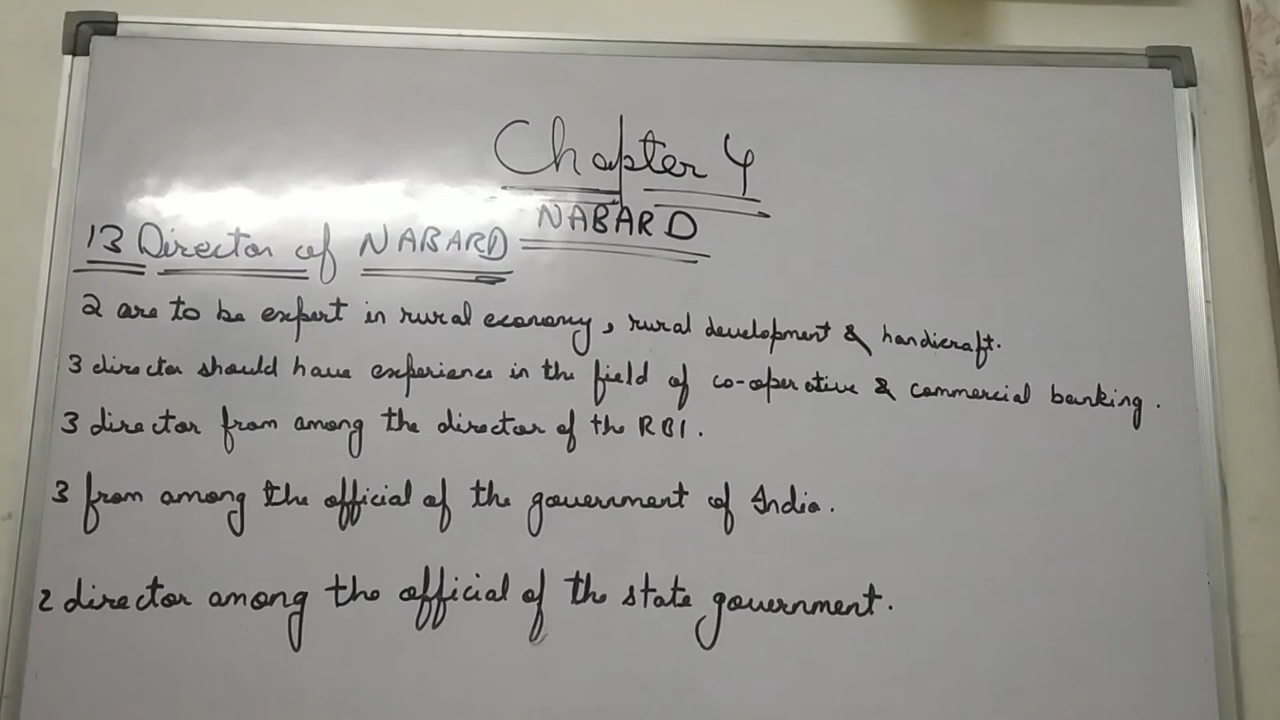 Chapter 4
NABARD
13 Director of NABARD
2 are to be expert in rural economy, rural development & handicraft.
3 director should have experience in the field of co-operative & commercial banking.
3 director from among the director of the RBI.
3 from among the official of the government of India.
2 director among the official of the state government.